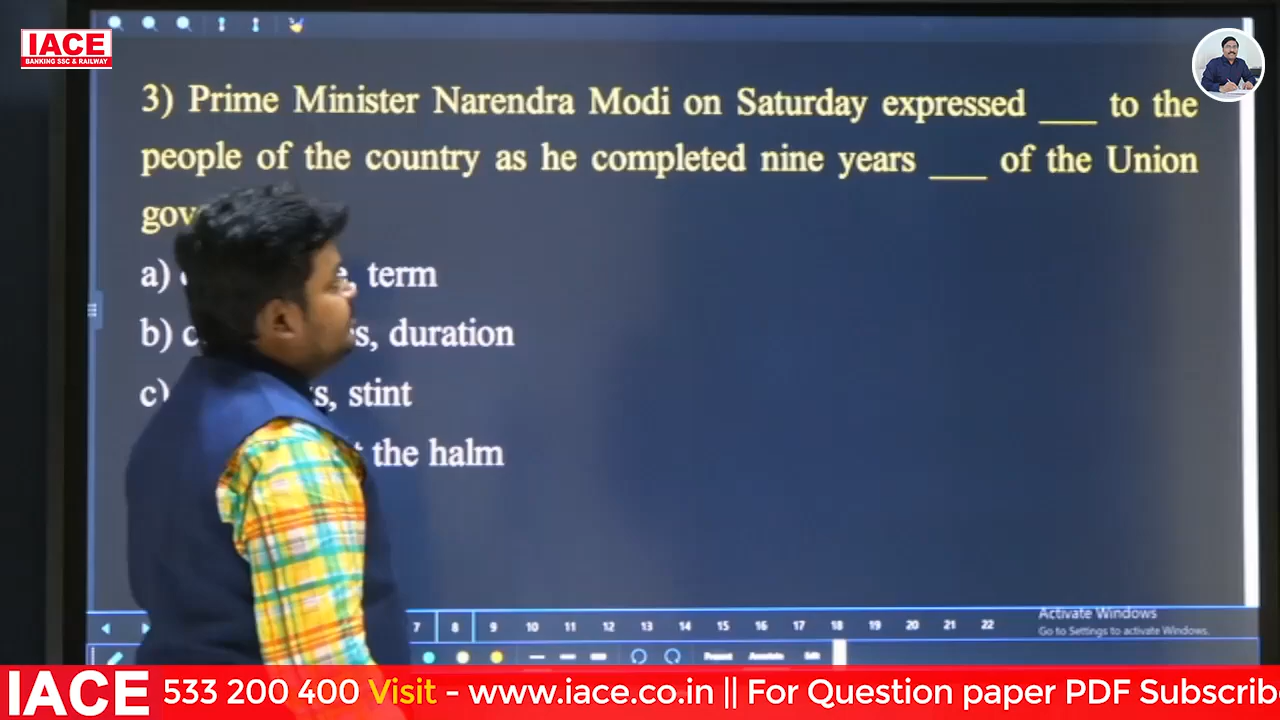 IACE
BANKING SSC & RAILWAY
3) Prime Minister Narendra Modi on Saturday expressed ___ to the
people of the country as he completed nine years ___ of the Union
gov
a) term
b) duration
c) stint
the halm
7 8 9 10 11 12 13 14 15 16 17 18 19 20 21 22
Activate Windows
Go to Settings to activate Windows.
Present Annotate Edit
IACE 533 200 400 Visit - www.iace.co.in || For Question paper PDF Subscrib